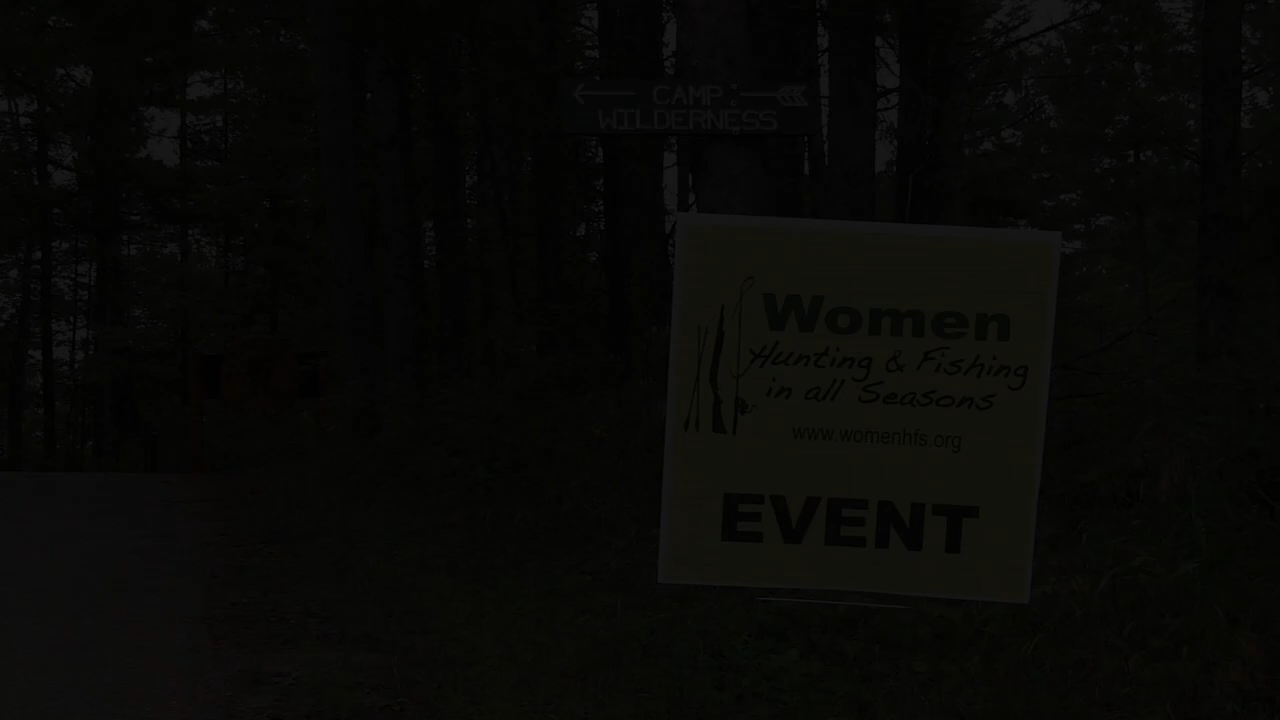 CAMP
WILDERNESS
Women
Hunting & Fishing
in all Seasons
www.womenhfs.org
EVENT